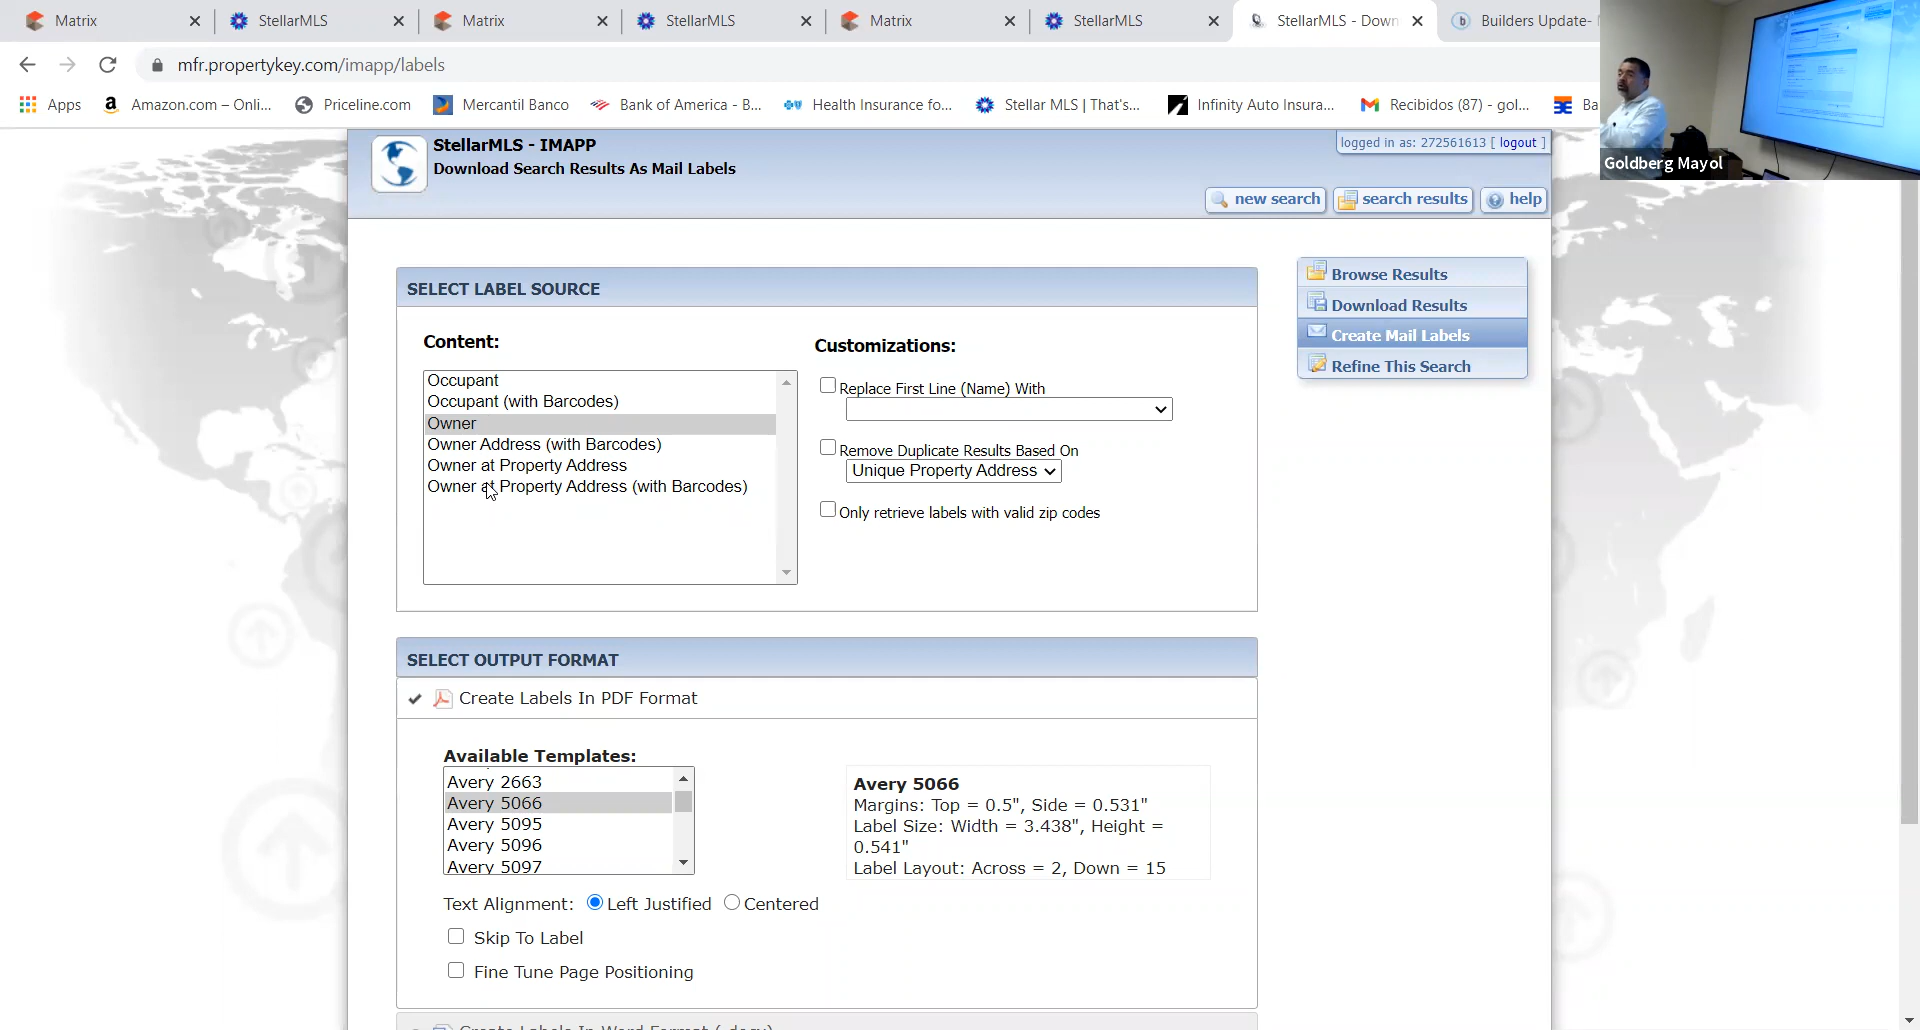 Matrix
StellarMLS
Matrix
StellarMLS
Matrix
StellarMLS
StellarMLS - Down
Builders Update-
mfr.propertykey.com/imapp/labels
Apps
Amazon.com – Onli...
Priceline.com
Mercantil Banco
Bank of America - B...
Health Insurance fo...
Stellar MLS | That's...
Infinity Auto Insura...
Recibidos (87) - gol...
Ba
Goldberg Mayol
StellarMLS - IMAPP
Download Search Results As Mail Labels
logged in as: 272561613 [ logout ]
new search
search results
help
SELECT LABEL SOURCE
Content:
Occupant
Occupant (with Barcodes)
Owner
Owner Address (with Barcodes)
Owner at Property Address
Owner at Property Address (with Barcodes)
Customizations:
Replace First Line (Name) With
Remove Duplicate Results Based On
Unique Property Address
Only retrieve labels with valid zip codes
Browse Results
Download Results
Create Mail Labels
Refine This Search
SELECT OUTPUT FORMAT
Create Labels In PDF Format
Available Templates:
Avery 2663
Avery 5066
Avery 5095
Avery 5096
Avery 5097
Avery 5066
Margins: Top = 0.5", Side = 0.531"
Label Size: Width = 3.438", Height =
0.541"
Label Layout: Across = 2, Down = 15
Text Alignment: Left Justified Centered
Skip To Label
Fine Tune Page Positioning
Create Labels In Word Format (.docx)